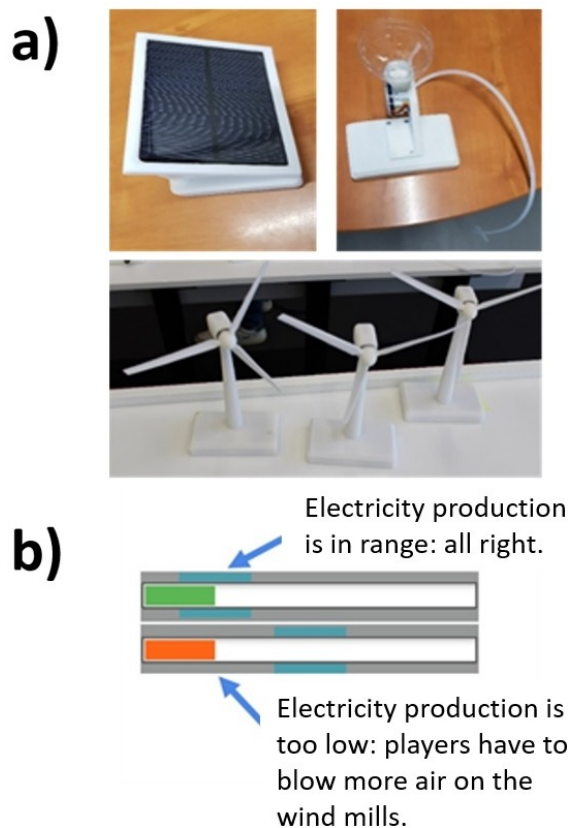 a)
b)
Electricity production
is in range: all right.
Electricity production is
too low: players have to
blow more air on the
wind mills.